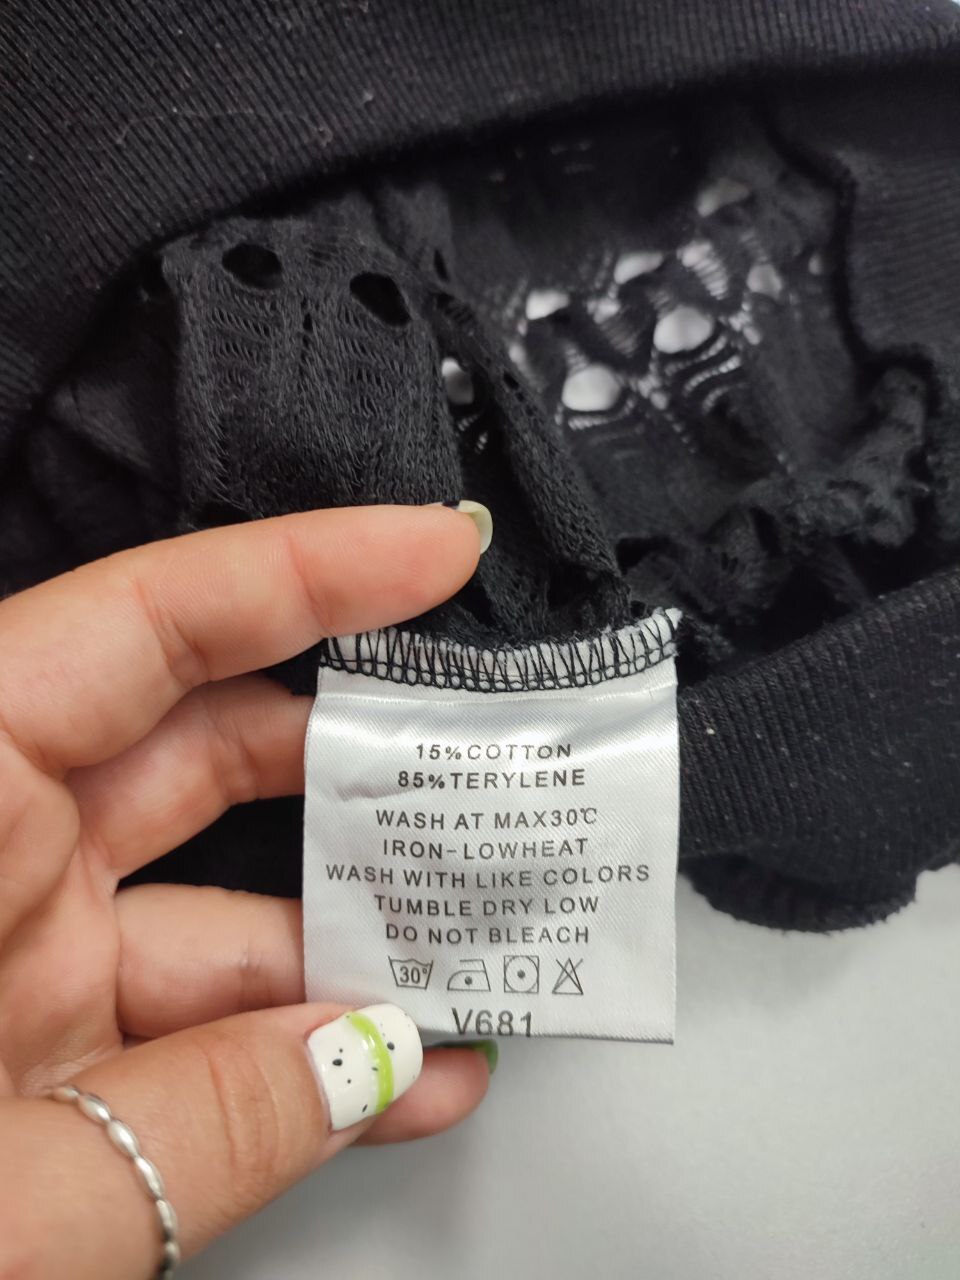 15%COTTON
85%TERYLENE
WASH AT MAX30℃
IRON-LOWHEAT
WASH WITH LIKE COLORS
TUMBLE DRY LOW
DO NOT BLEACH
30°
V681